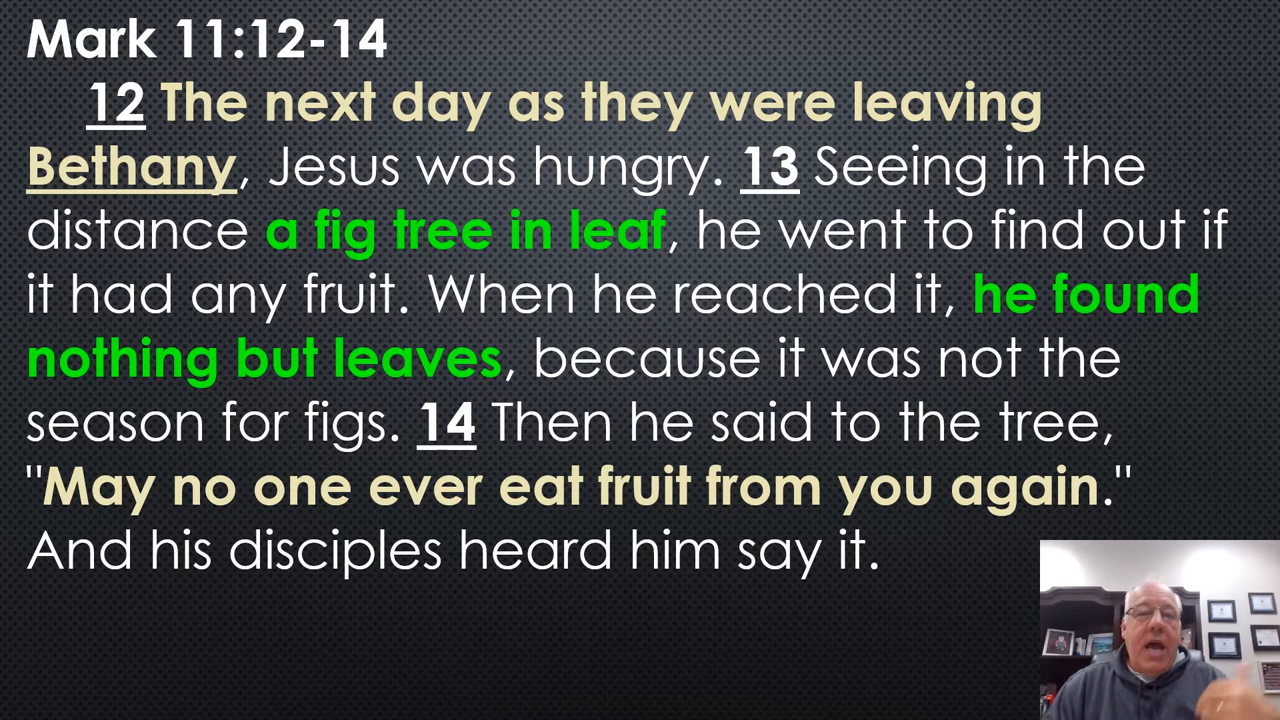 Mark 11:12-14
12 The next day as they were leaving
Bethany, Jesus was hungry. 13 Seeing in the
distance a fig tree in leaf, he went to find out if
it had any fruit. When he reached it, he found
nothing but leaves, because it was not the
season for figs. 14 Then he said to the tree,
"May no one ever eat fruit from you again."
And his disciples heard him say it.